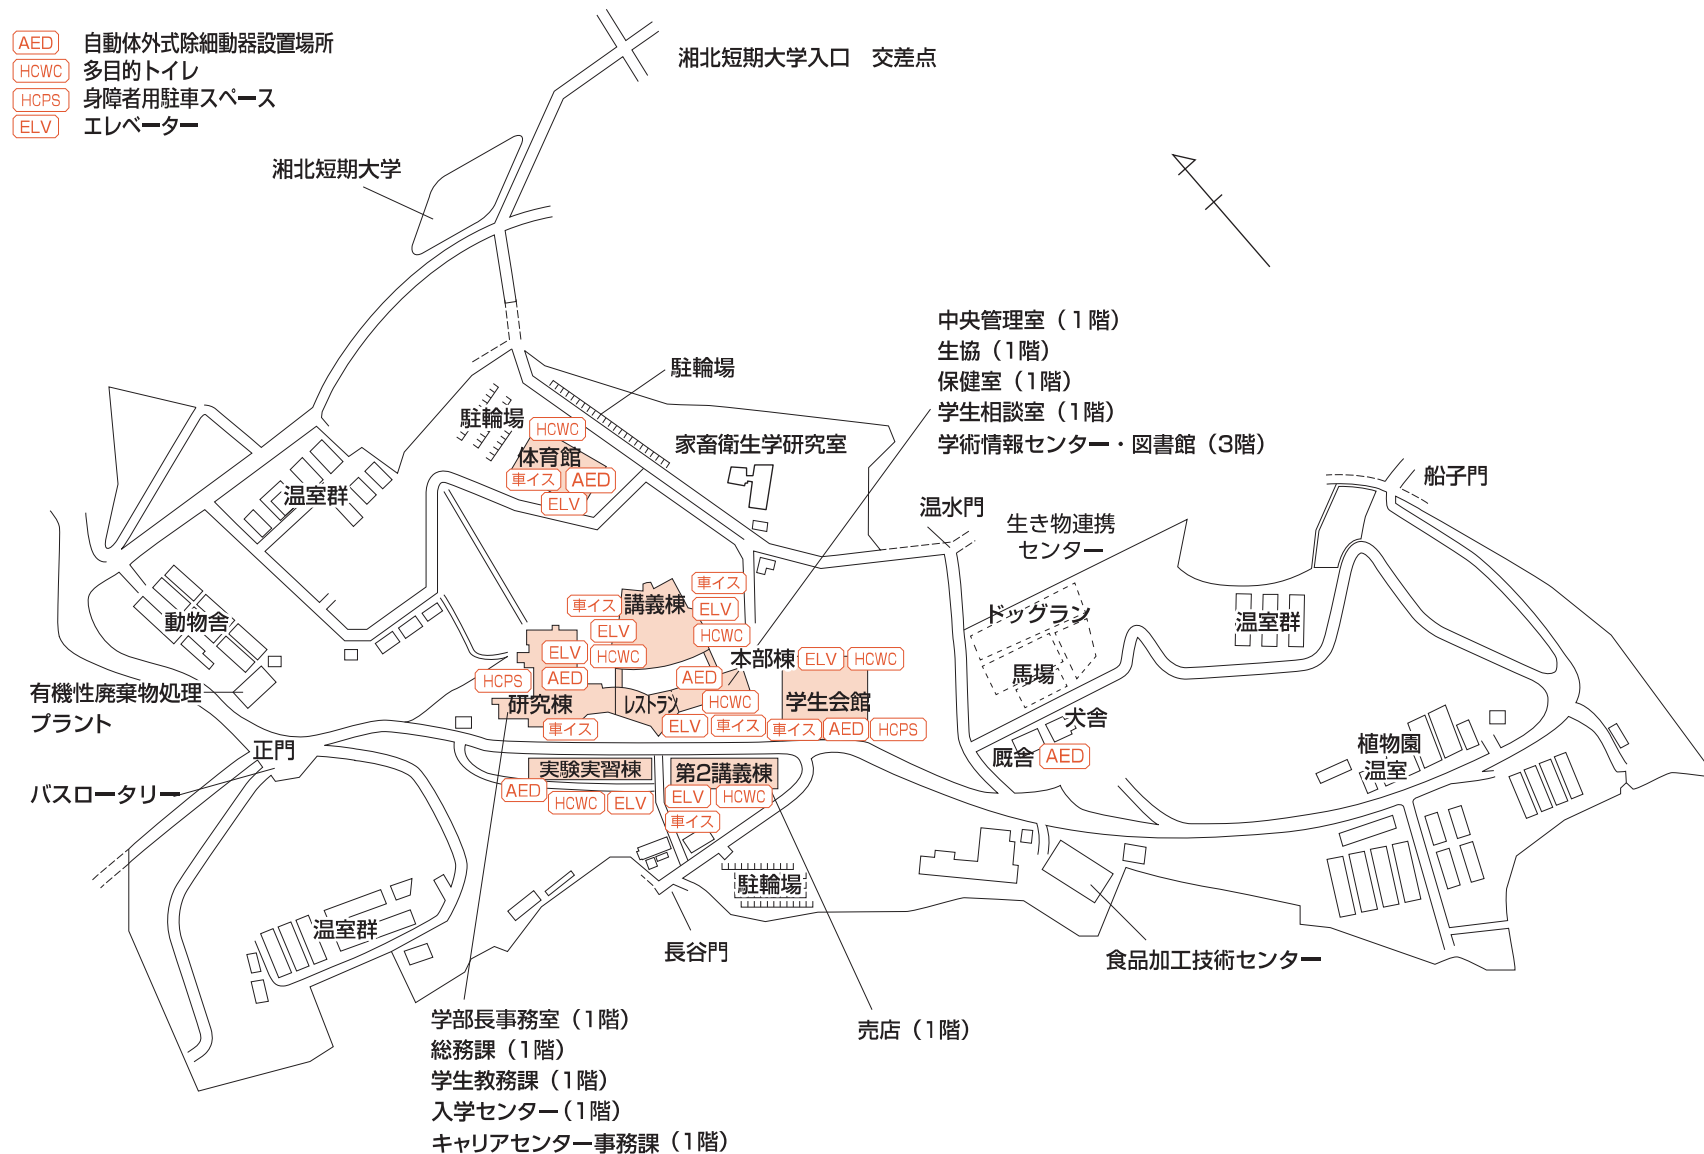 AED 自動体外式除細動器設置場所
HCWC 多目的トイレ
HCPS 身障者用駐車スペース
ELV エレベーター
湘北短期大学入口 交差点
湘北短期大学
中央管理室（1階）
生協（1階）
保健室（1階）
学生相談室（1階）
学術情報センター・図書館（3階）
駐輪場
駐輪場
HCWC
体育館
車イス AED
ELV
家畜衛生学研究室
温室群
船子門
温水門
生き物連携
センター
ドッグラン
馬場
温室群
動物舎
車イス
講義棟
車イス
ELV
ELV
HCWC
HCWC
ELV
AED
本部棟
ELV HCWC
HCPS
AED
HCWC
研究棟
レストラン
学生会館
車イス
ELV 車イス
車イス AED HCPS
有機性廃棄物処理
プラント
犬舎
厩舎 AED
植物園
温室
正門
バスロータリー
実験実習棟
AED
HCWC ELV
第2講義棟
ELV HCWC
車イス
駐輪場
温室群
長谷門
食品加工技術センター
学部長事務室（1階）
総務課（1階）
学生教務課（1階）
入学センター（1階）
キャリアセンター事務課（1階）
売店（1階）